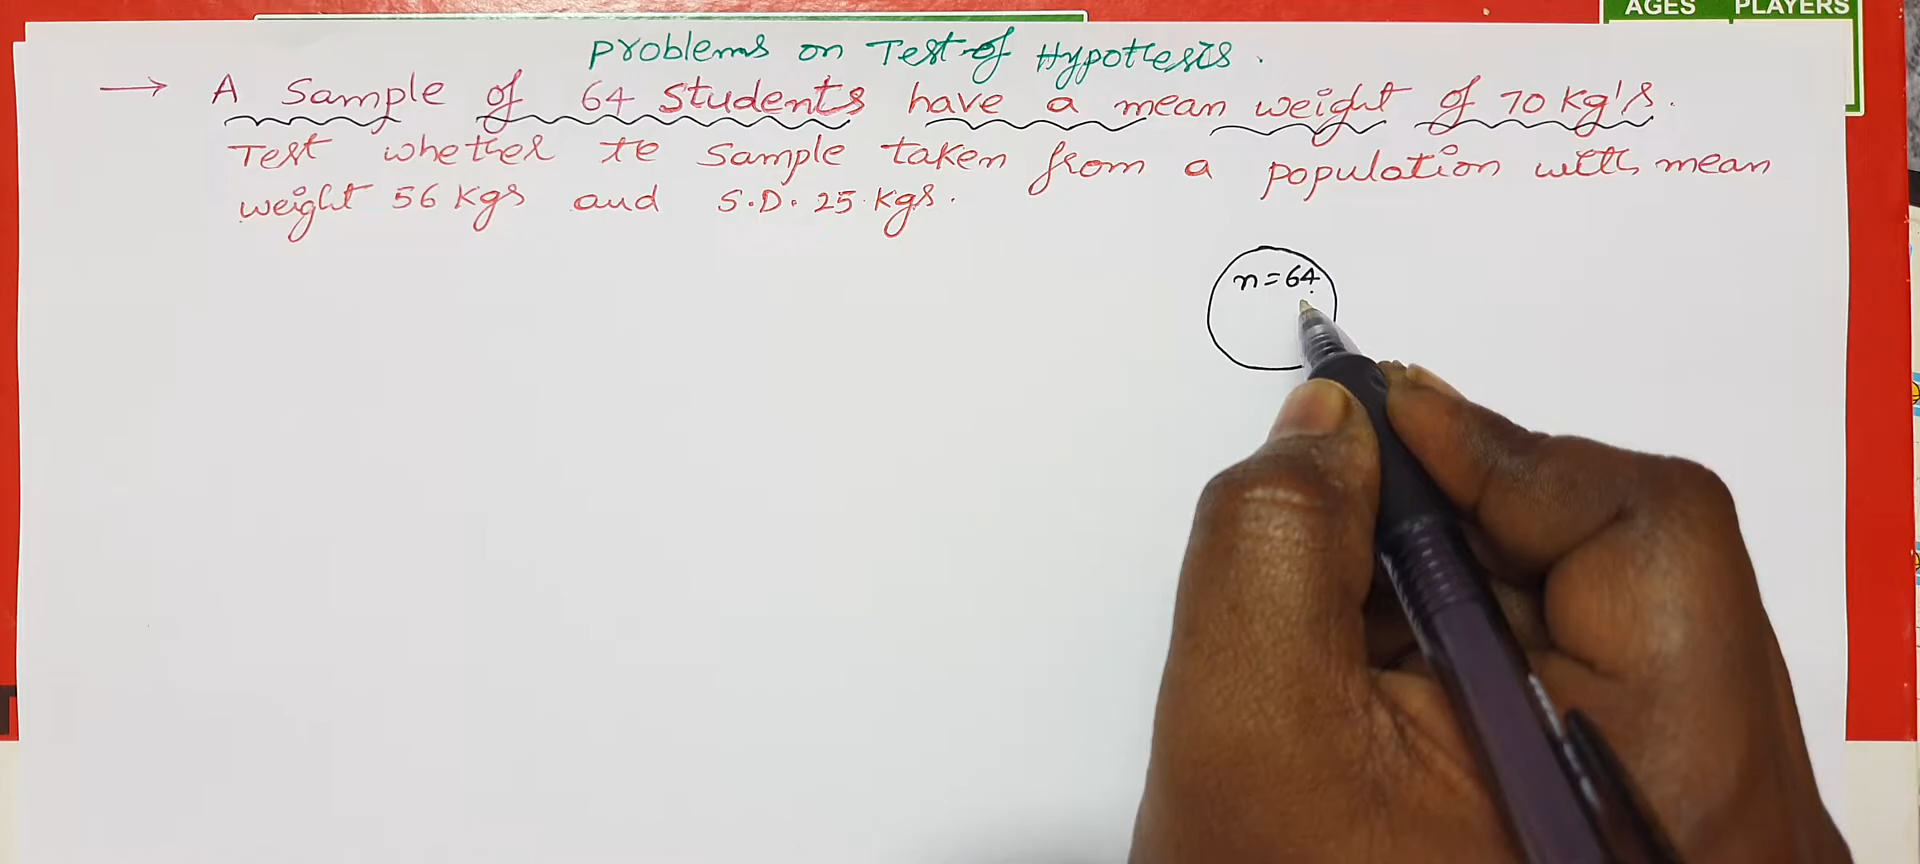 AGES PLAYERS
Problems on Test of Hypothesis.
→ A Sample of 64 Students have a mean weight of 70 Kg's.
Test whether te Sample taken from a population with mean
weight 56 Kgs and S.D. 25 Kgs.
n=64